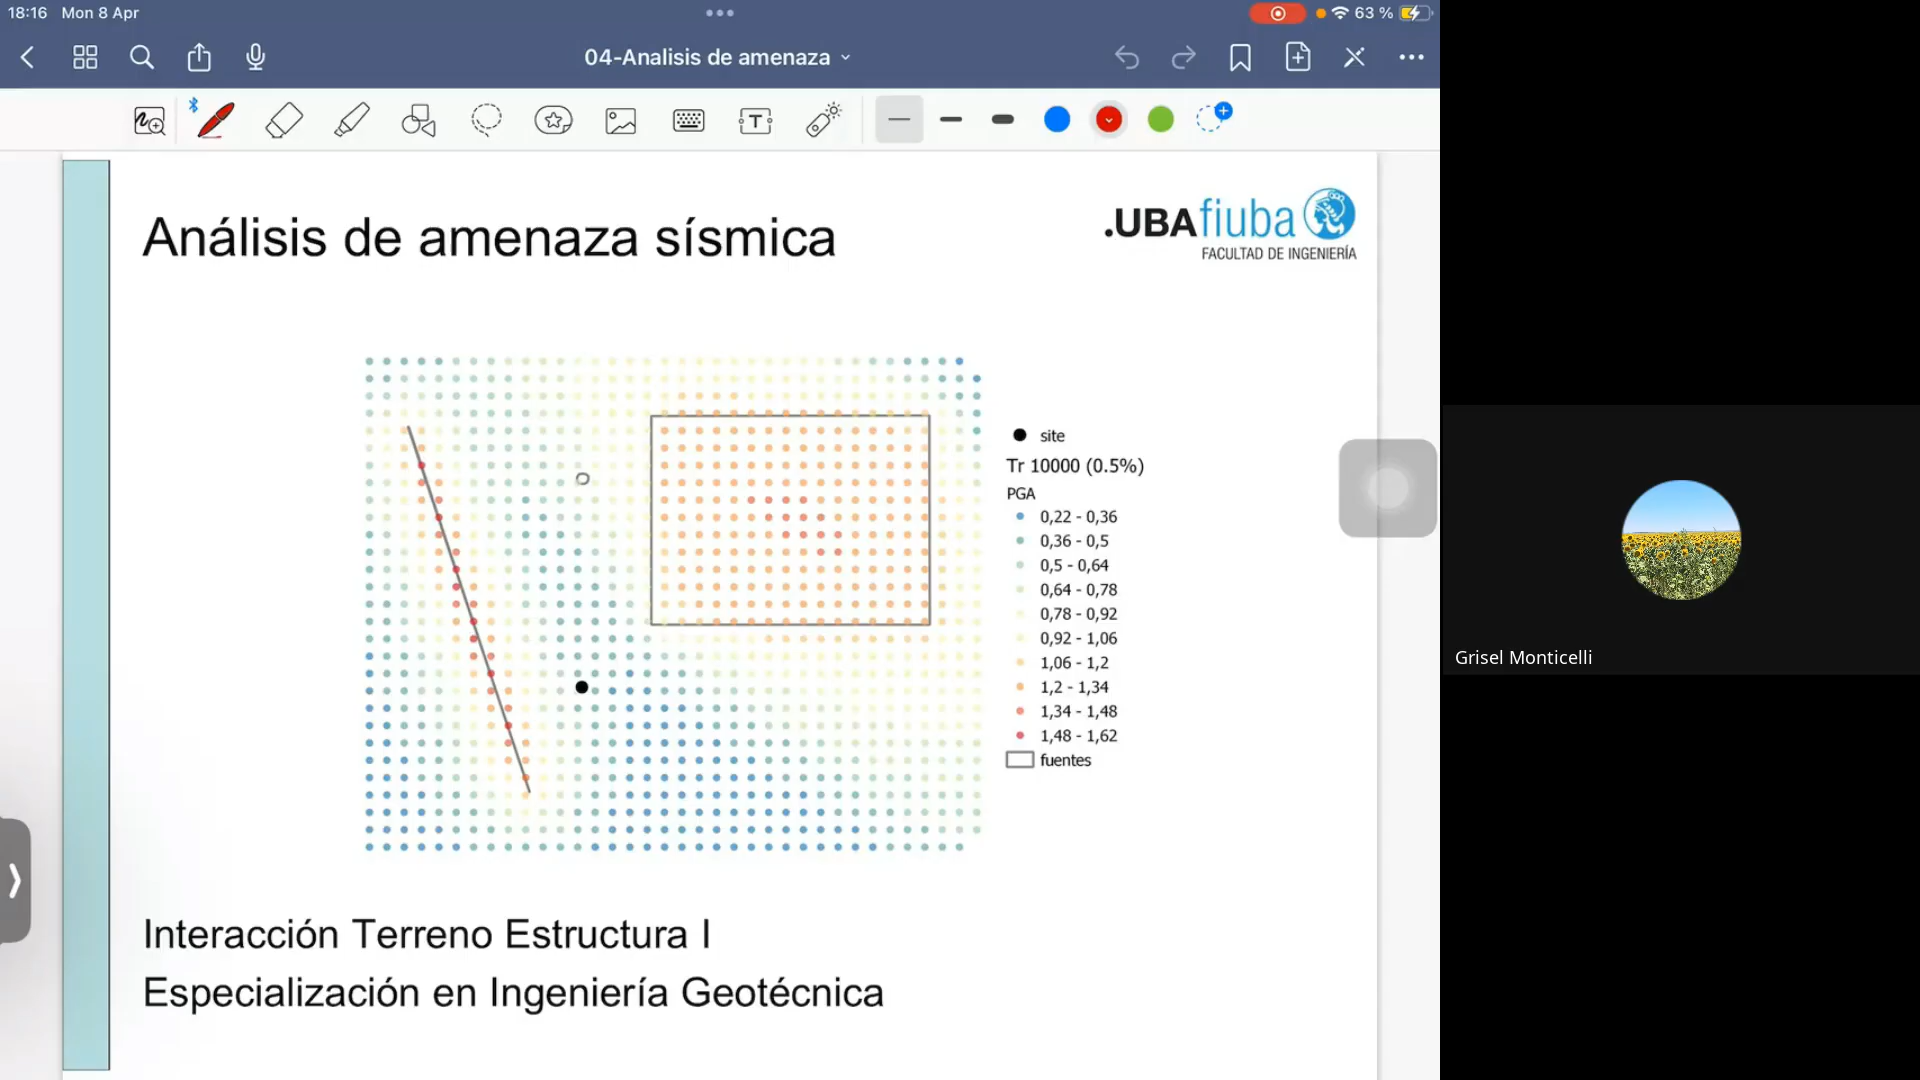 18:16 Mon 8 Apr
63 %
04-Analisis de amenaza
T
Análisis de amenaza sísmica
.UBAfiuba
FACULTAD DE INGENIERÍA
site
Tr 10000 (0.5%)
PGA
0,22 - 0,36
0,36 - 0,5
0,5 - 0,64
0,64 - 0,78
0,78 - 0,92
0,92 - 1,06
1,06 - 1,2
1,2 - 1,34
1,34 - 1,48
1,48 - 1,62
fuentes
Grisel Monticelli
Interacción Terreno Estructura I
Especialización en Ingeniería Geotécnica